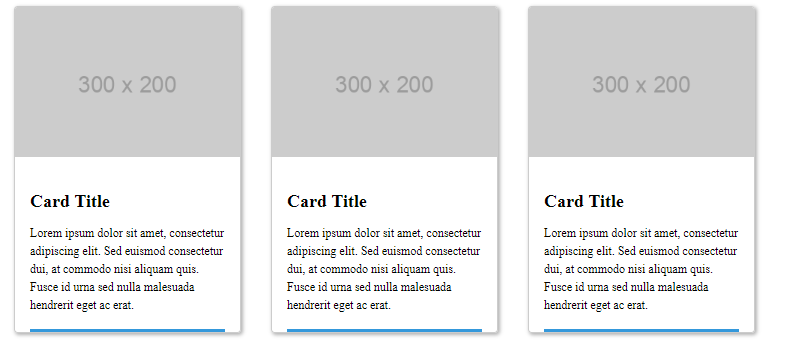 300 x 200
Card Title
Lorem ipsum dolor sit amet, consectetur
adipiscing elit. Sed euismod consectetur
dui, at commodo nisi aliquam quis.
Fusce id urna sed nulla malesuada
hendrerit eget ac erat.
300 x 200
Card Title
Lorem ipsum dolor sit amet, consectetur
adipiscing elit. Sed euismod consectetur
dui, at commodo nisi aliquam quis.
Fusce id urna sed nulla malesuada
hendrerit eget ac erat.
300 x 200
Card Title
Lorem ipsum dolor sit amet, consectetur
adipiscing elit. Sed euismod consectetur
dui, at commodo nisi aliquam quis.
Fusce id urna sed nulla malesuada
hendrerit eget ac erat.